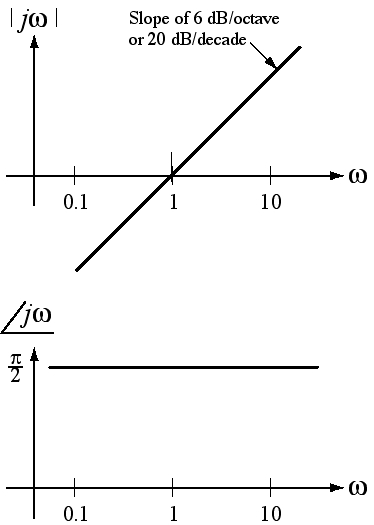 |jω|
Slope of 6 dB/octave
or 20 dB/decade
ω
0.1 1 10
∠jω
π
2
ω
0.1 1 10